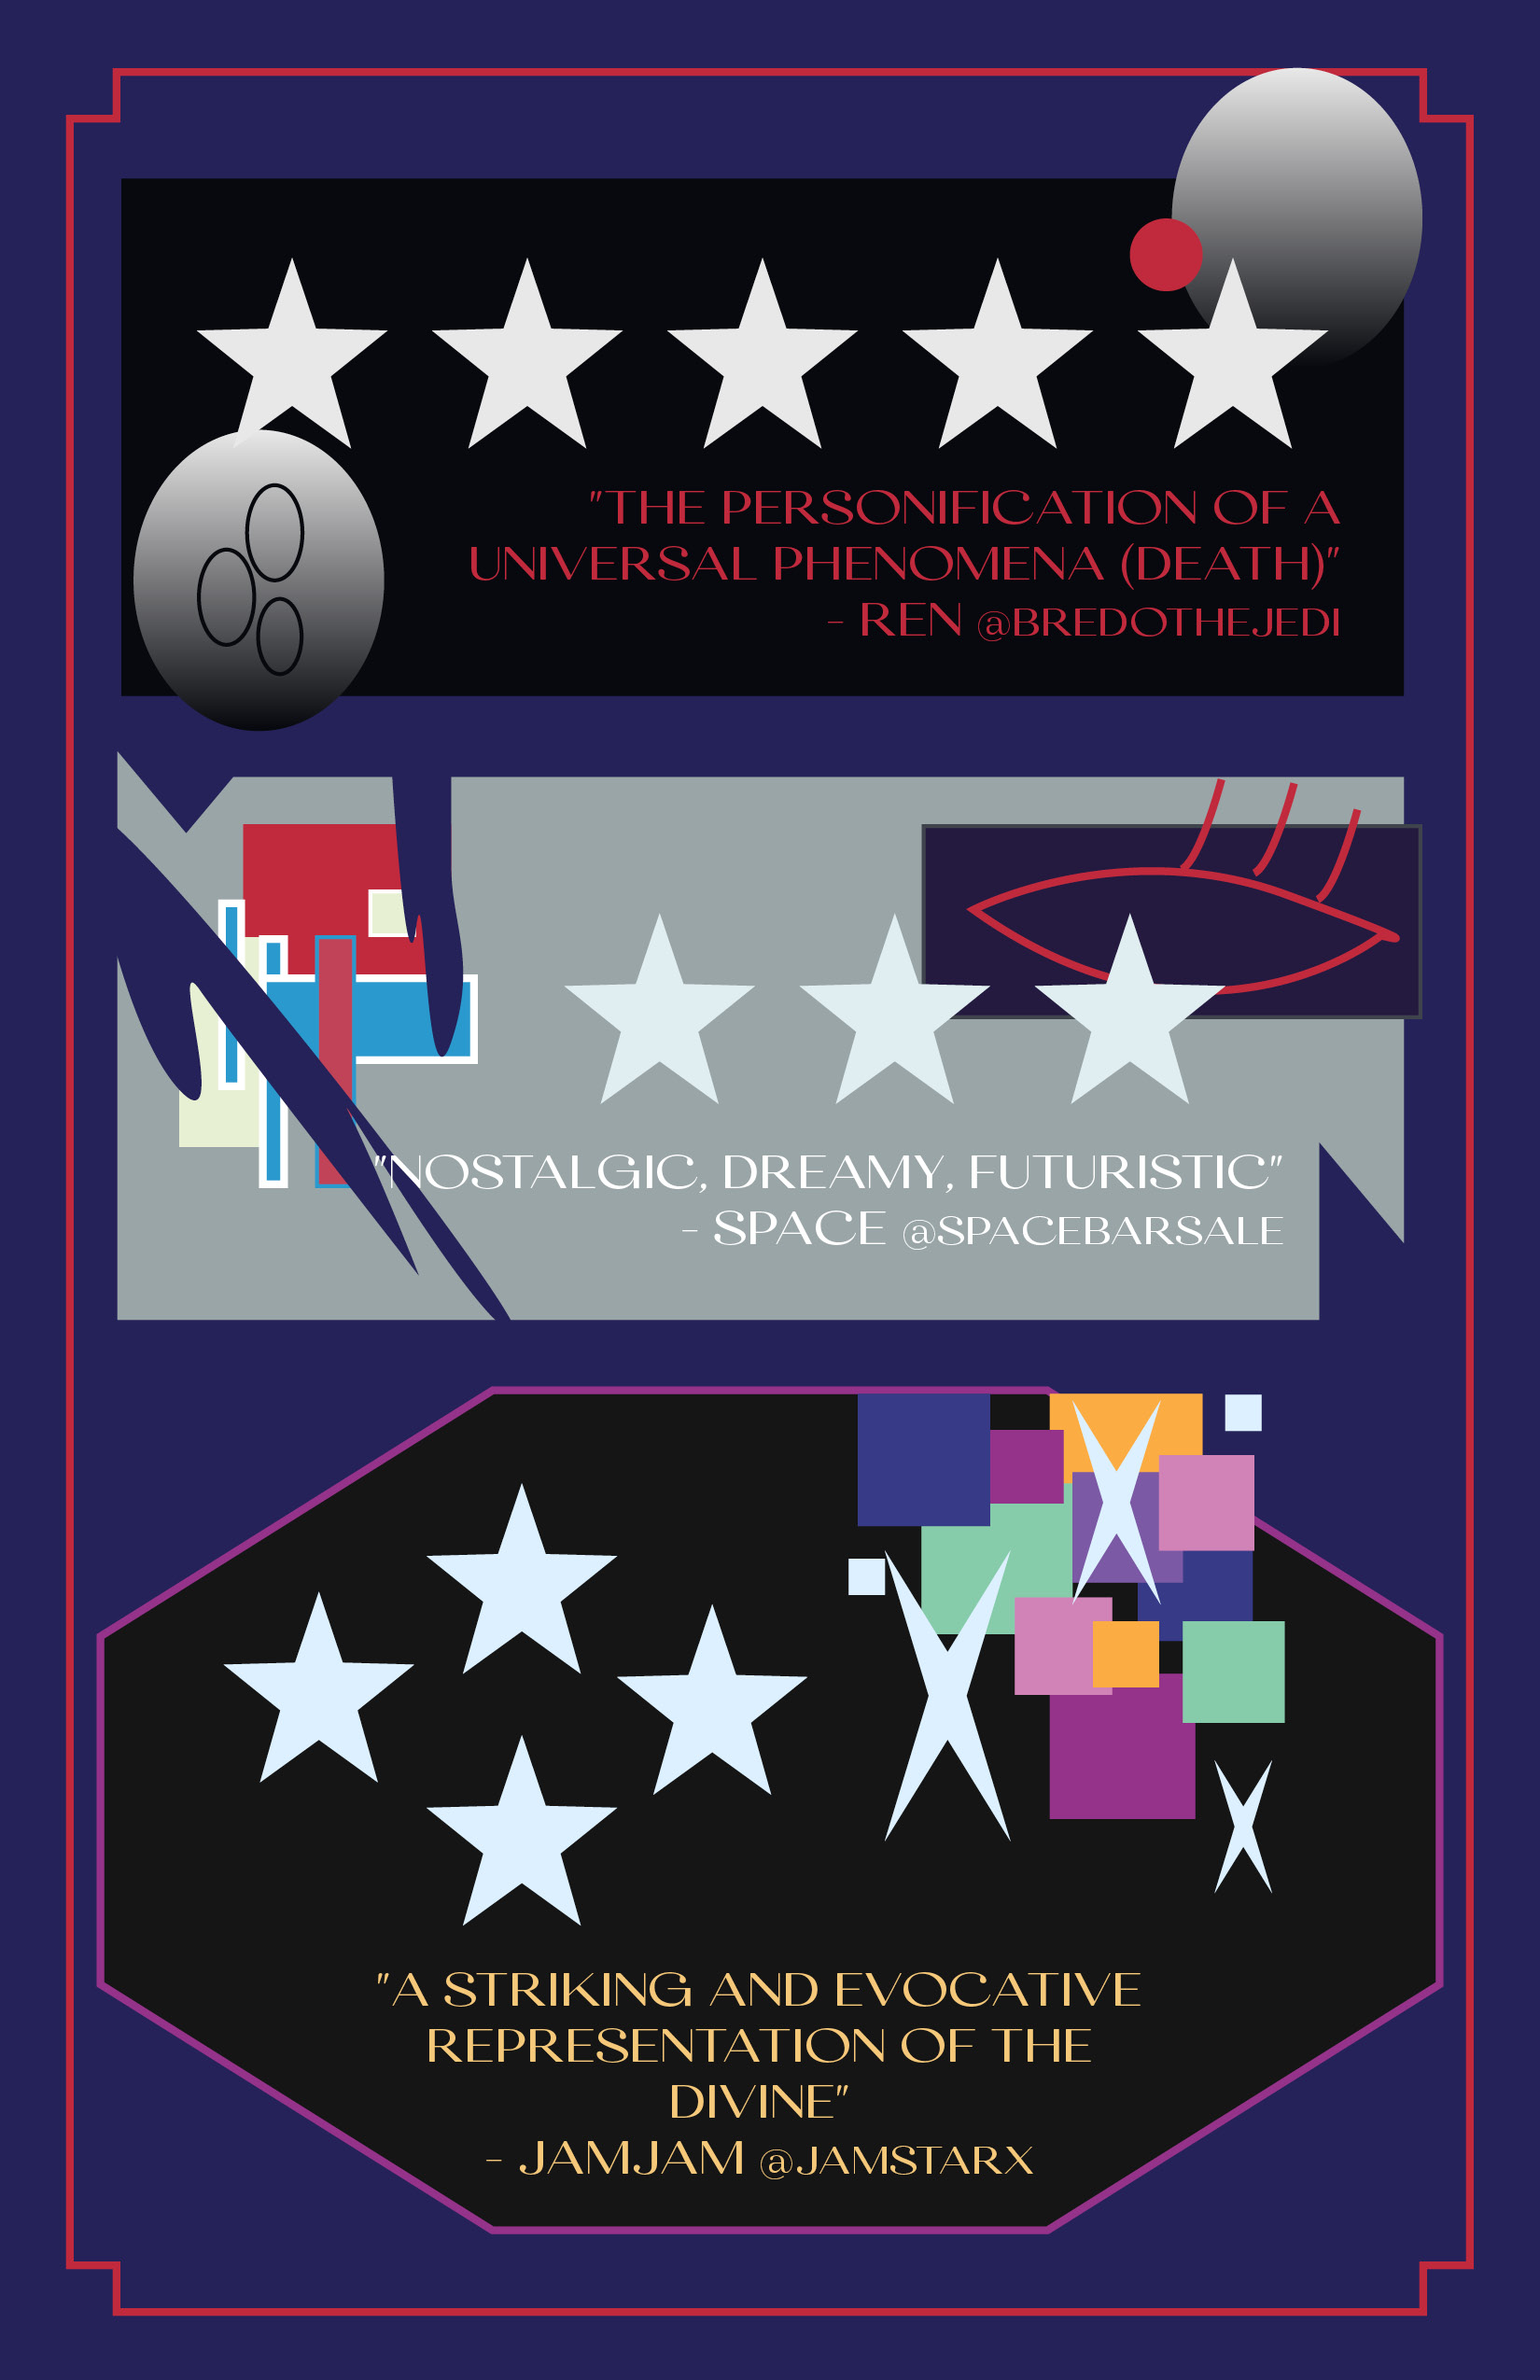 "THE PERSONIFICATION OF A
UNIVERSAL PHENOMENA (DEATH)"
- REN @BREDOTHEJEDI
"NOSTALGIC, DREAMY, FUTURISTIC"
- SPACE @SPACEBARSALE
"A STRIKING AND EVOCATIVE
REPRESENTATION OF THE
DIVINE"
- JAMJAM @JAMSTARX